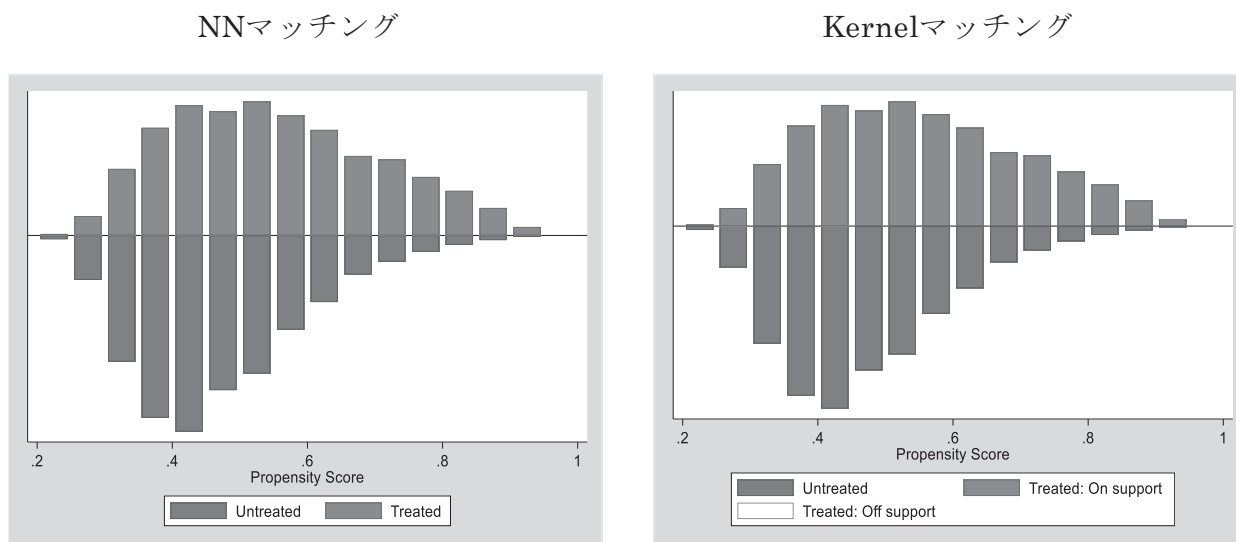 NNマッチング
.2 .4 .6 .8 1
Propensity Score
Untreated Treated
Kernelマッチング
.2 .4 .6 .8 1
Propensity Score
Untreated Treated: On support
Treated: Off support